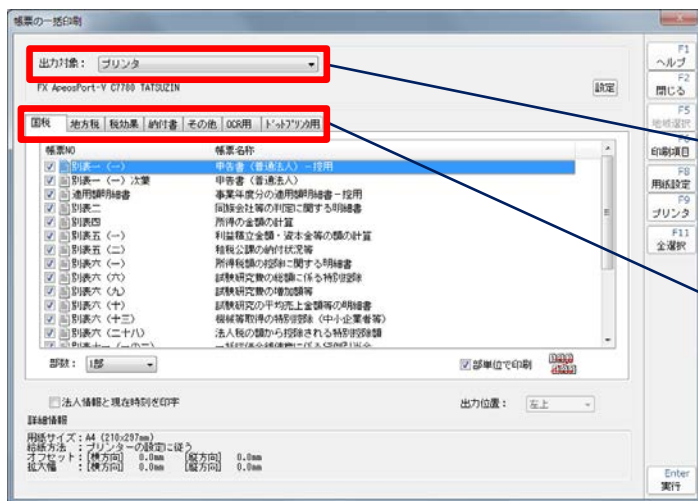 帳票の一括印刷
出力対象： プリンタ
FX ApeosPort-V C7780 TATSUZIN
設定
国税 地方税 税効果 納付書 その他 OCR用 ﾄﾞｯﾄﾌﾟﾘﾝﾀ用
帳票NO 帳票名称
別表一（一） 申告書（普通法人）－控用
別表一（一）次葉 申告書（普通法人）
適用額明細書 事業年度分の適用額明細書－控用
別表二 同族会社等の判定に関する明細書
別表四 所得の金額の計算
別表五（一） 利益積立金額・資本金等の額の計算
別表五（二） 租税公課の納付状況等
別表六（一） 所得税額の控除に関する明細書
別表六（六） 試験研究費の総額に係る特別控除
別表六（九） 試験研究費の増加額等
別表六（十） 試験研究の平均売上金額等の明細書
別表六（十三） 機械等取得の特別控除（中小企業者等）
別表六（二十八） 法人税の額から控除される特別控除額
別表十一（一の二）
部数： 1部
部単位で印刷
法人情報と現在時刻を印字
出力位置： 左上
詳細情報
用紙サイズ：A4 (210×297mm)
給紙方法 ：プリンターの設定に従う
オフセット：[横方向] 0.0mm [縦方向] 0.0mm
拡大幅 ：[横方向] 0.0mm [縦方向] 0.0mm
F1
ヘルプ
F2
閉じる
F5
地域選択
F6
印刷項目
F8
用紙設定
F9
プリンタ
F11
全選択
Enter
実行